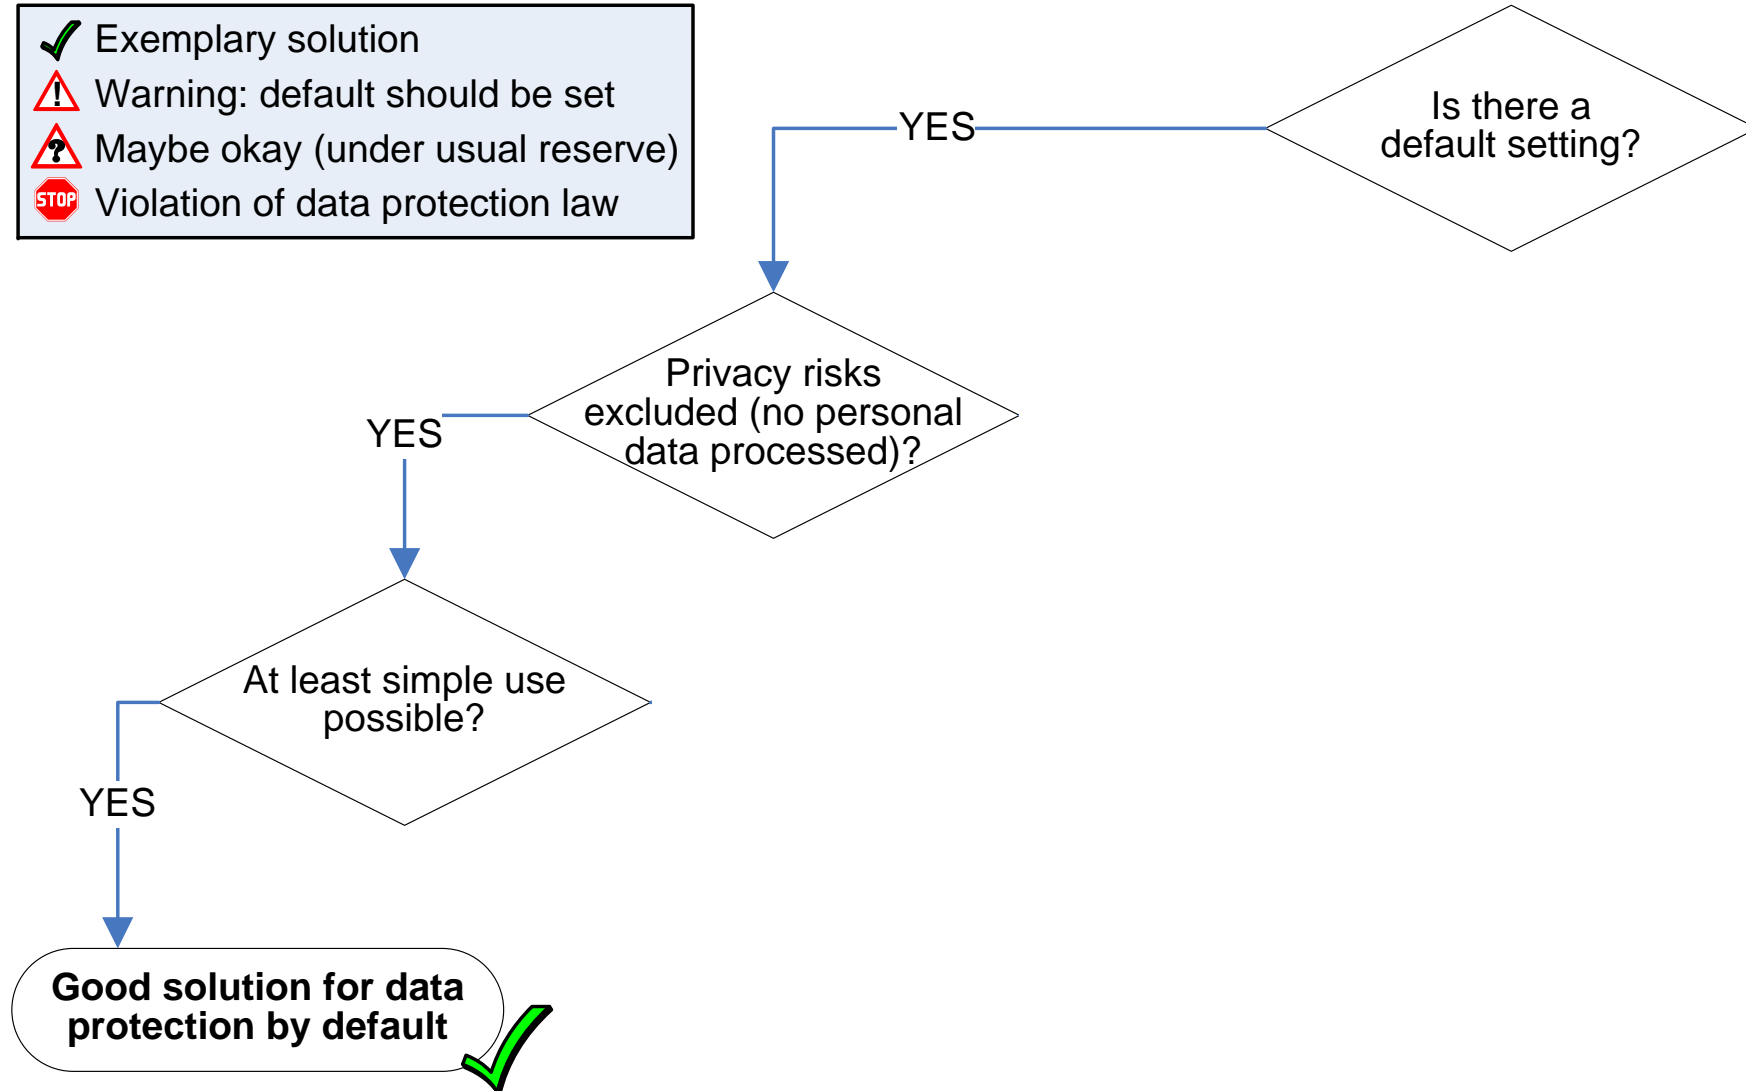 Exemplary solution
! Warning: default should be set
? Maybe okay (under usual reserve)
STOP Violation of data protection law
Is there a
default setting?
YES
Privacy risks
excluded (no personal
data processed)?
YES
At least simple use
possible?
YES
Good solution for data
protection by default